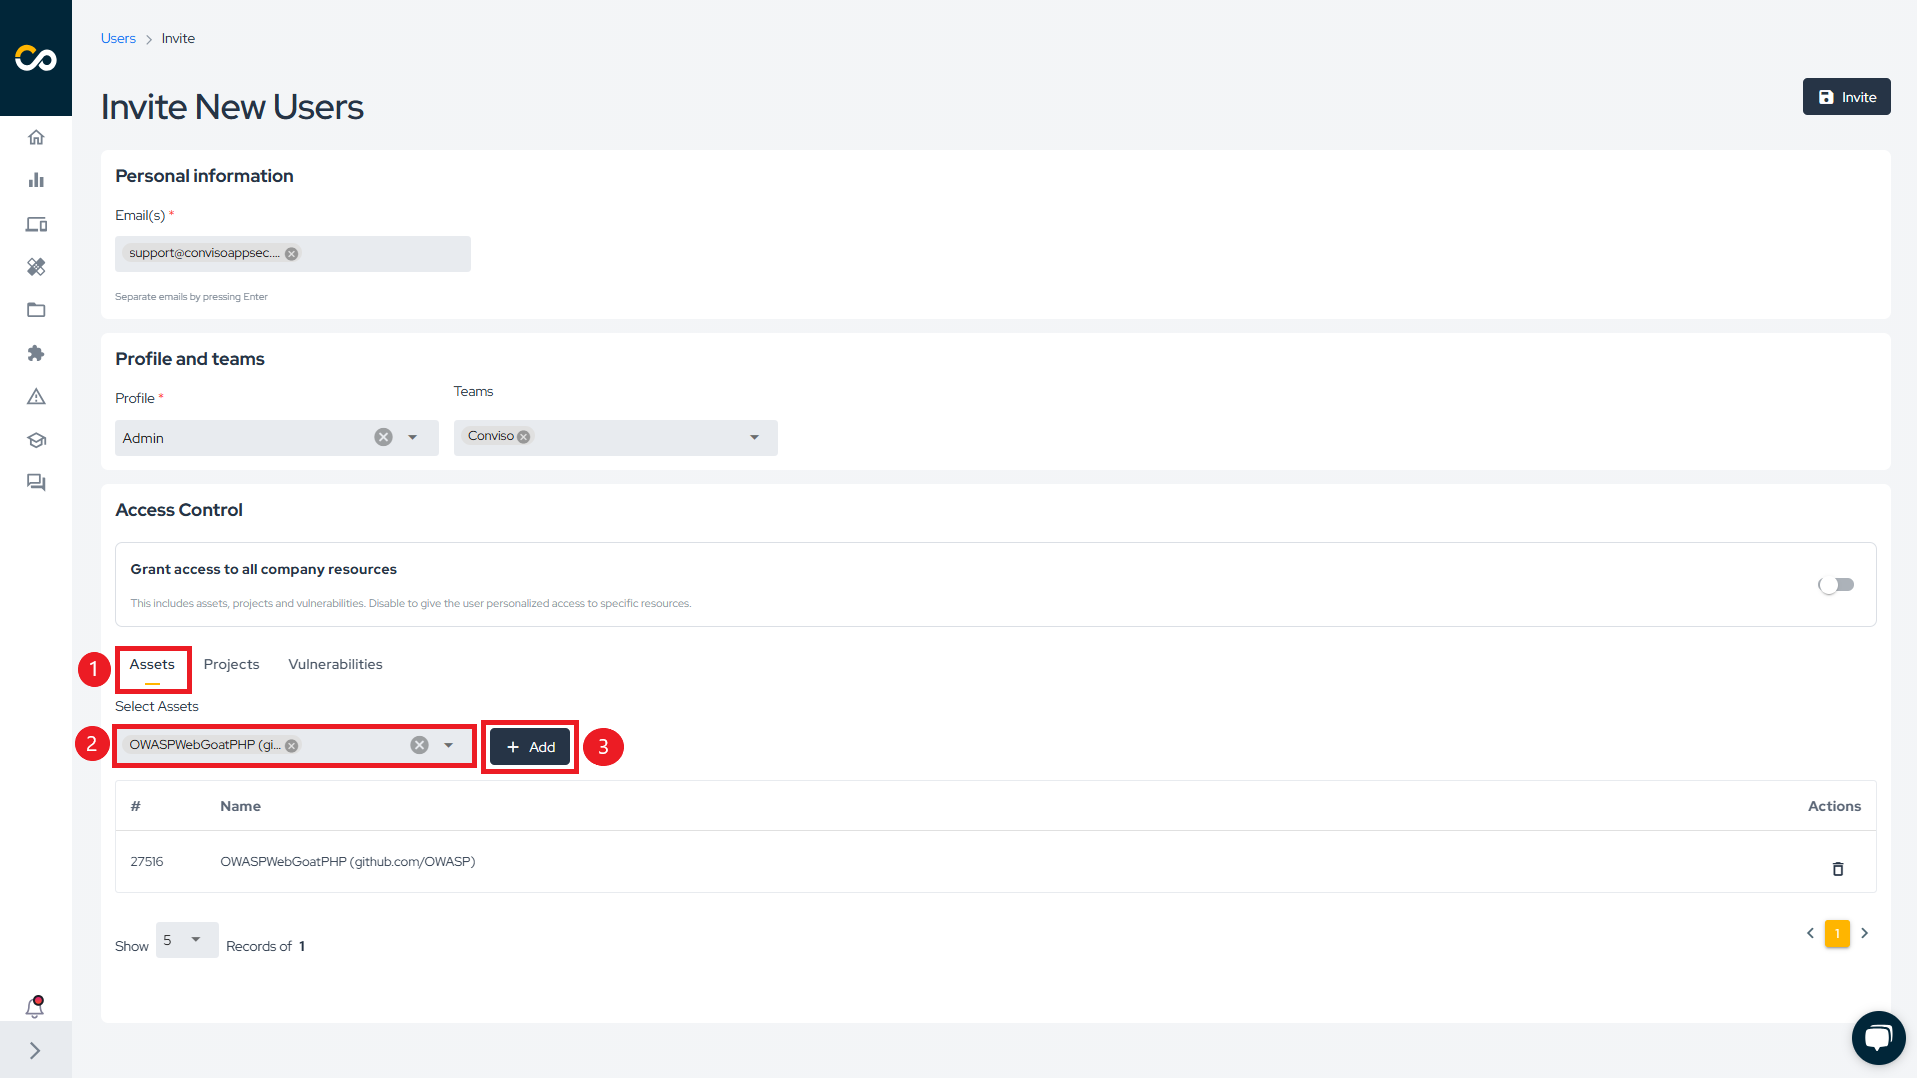 Users > Invite
Invite New Users
Invite
Personal information
Email(s) *
support@convisoappsec....
Separate emails by pressing Enter
Profile and teams
Profile *
Teams
Admin
Conviso
Access Control
Grant access to all company resources
This includes assets, projects and vulnerabilities. Disable to give the user personalized access to specific resources.
1 Assets Projects Vulnerabilities
Select Assets
2 OWASPWebGoatPHP (gi... + Add 3
# Name Actions
27516 OWASPWebGoatPHP (github.com/OWASP)
Show 5 Records of 1
1